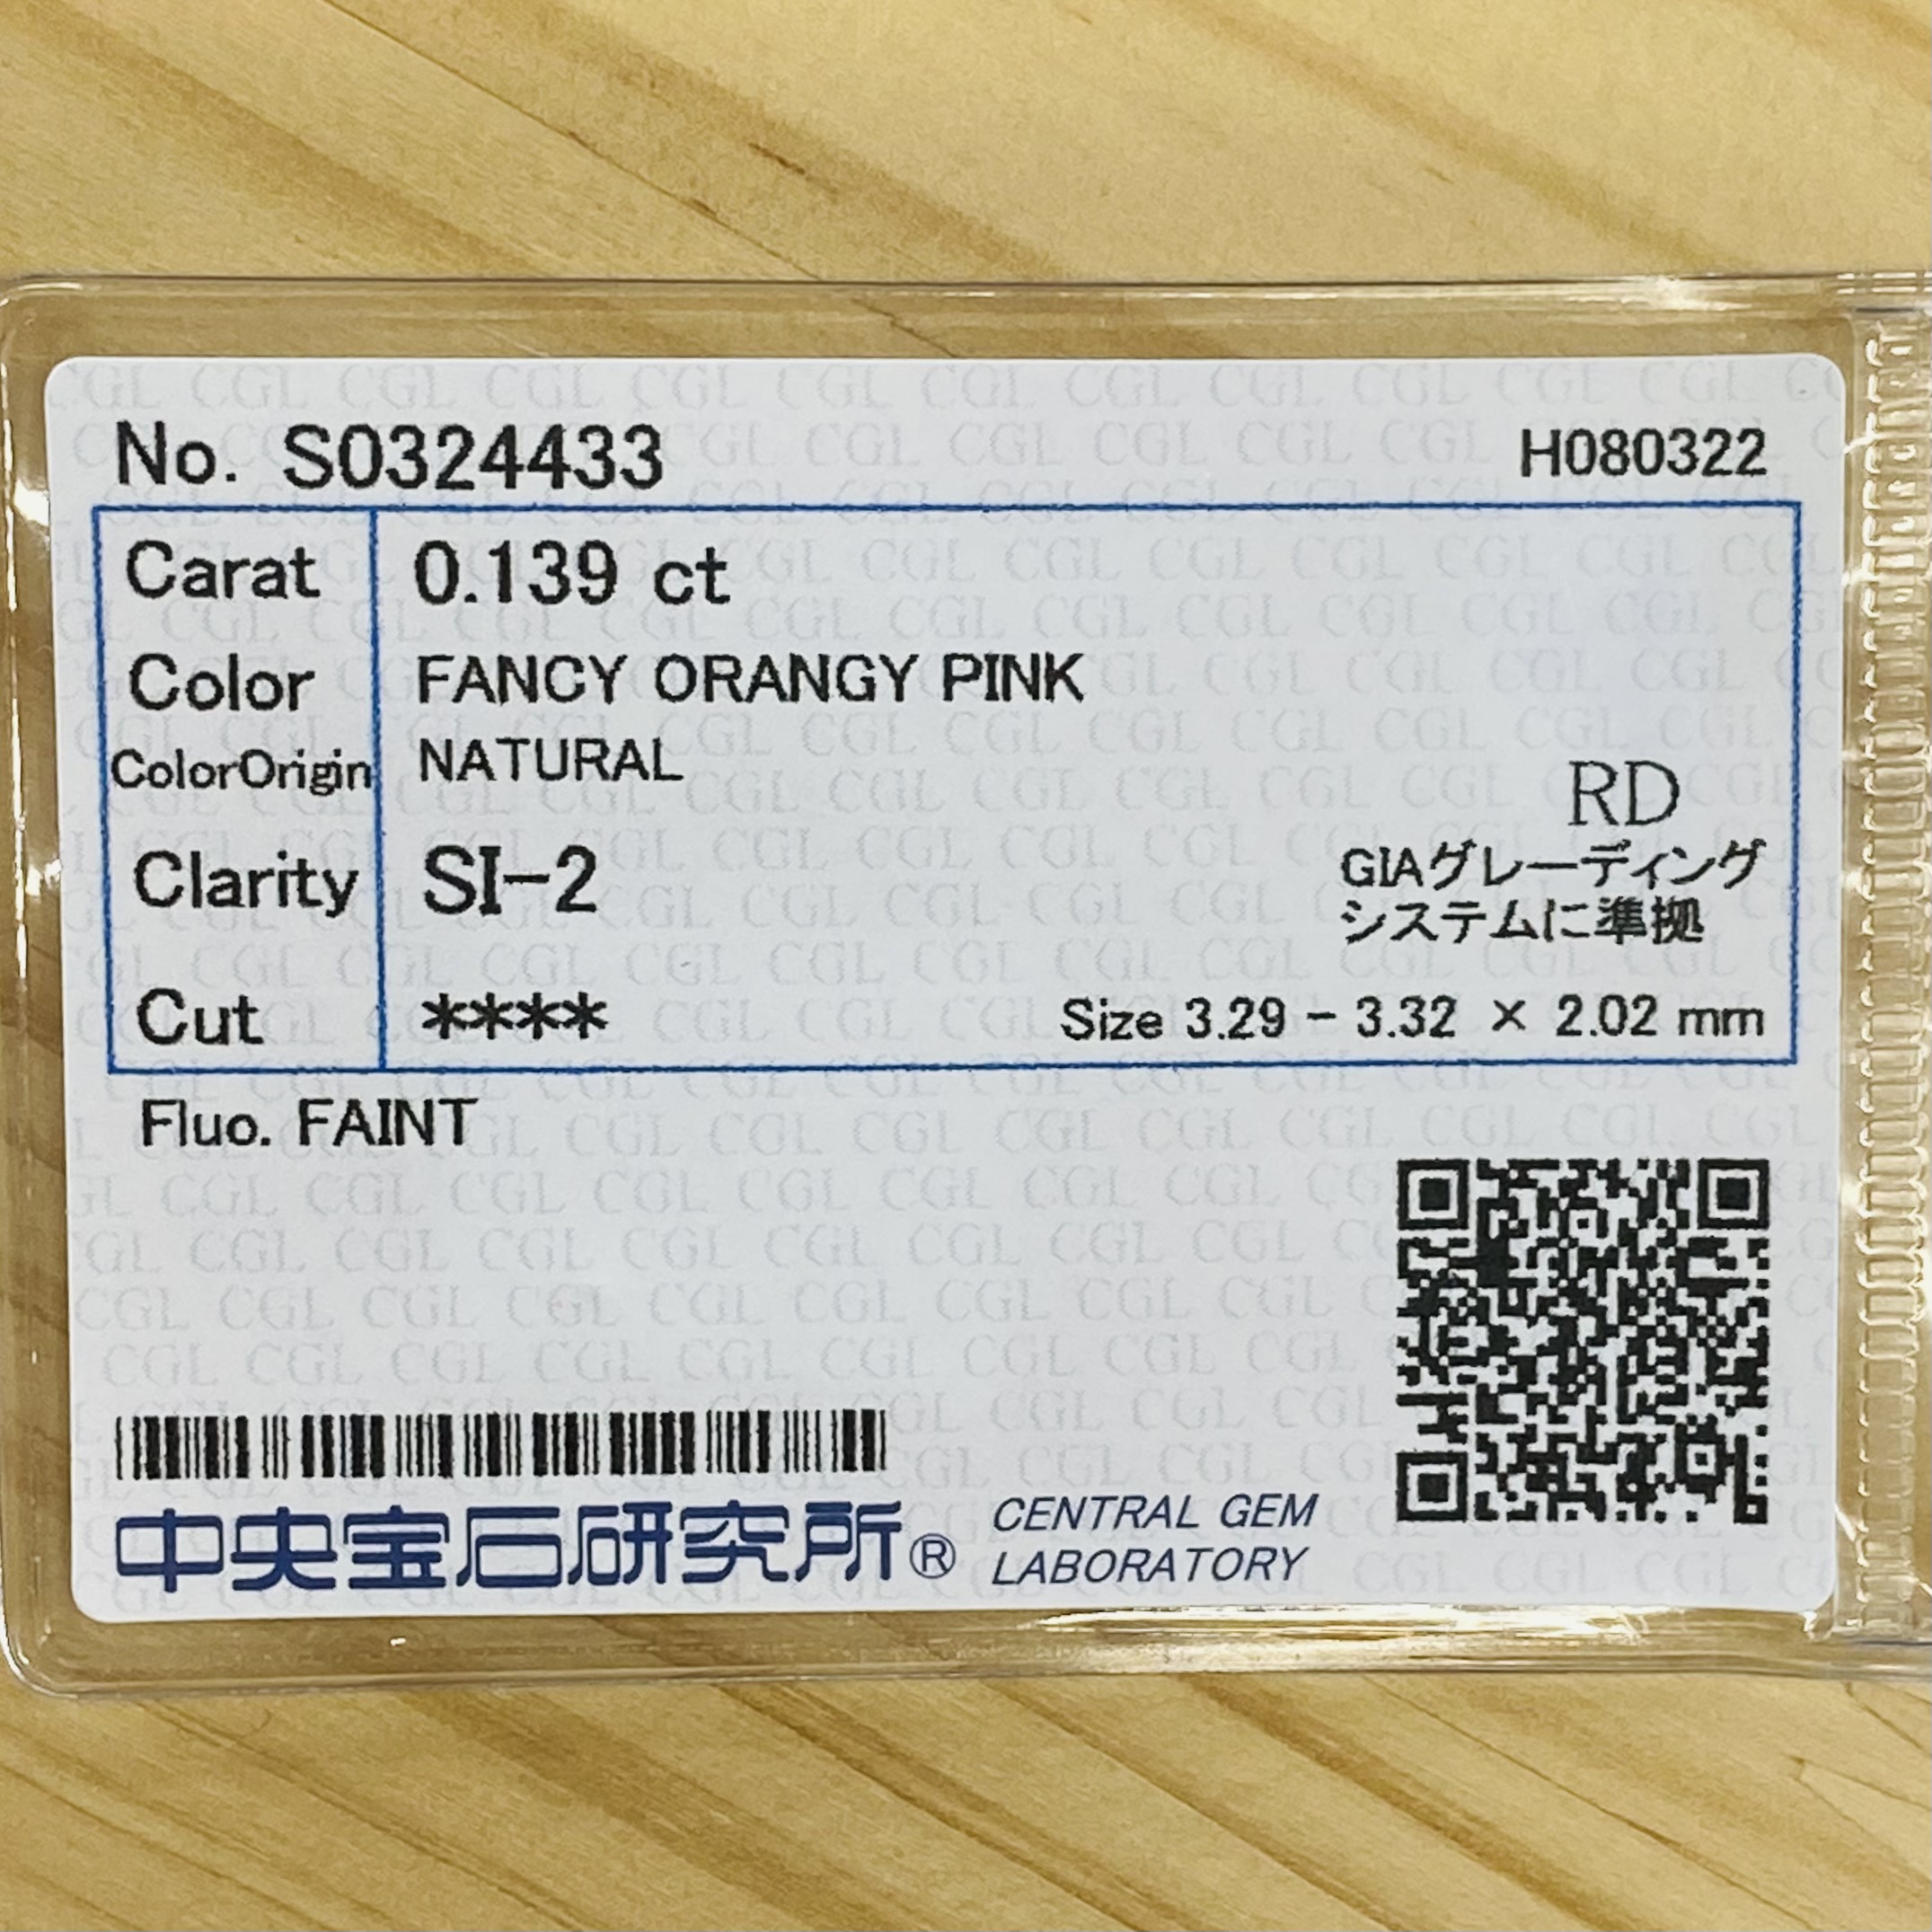 No. S0324433 H080322
Carat 0.139 ct
Color FANCY ORANGY PINK
ColorOrigin NATURAL
RD
Clarity SI-2
GIAグレーディング
システムに準拠
Cut **** Size 3.29 - 3.32 × 2.02 mm
Fluo. FAINT
中央宝石研究所® CENTRAL GEM
LABORATORY